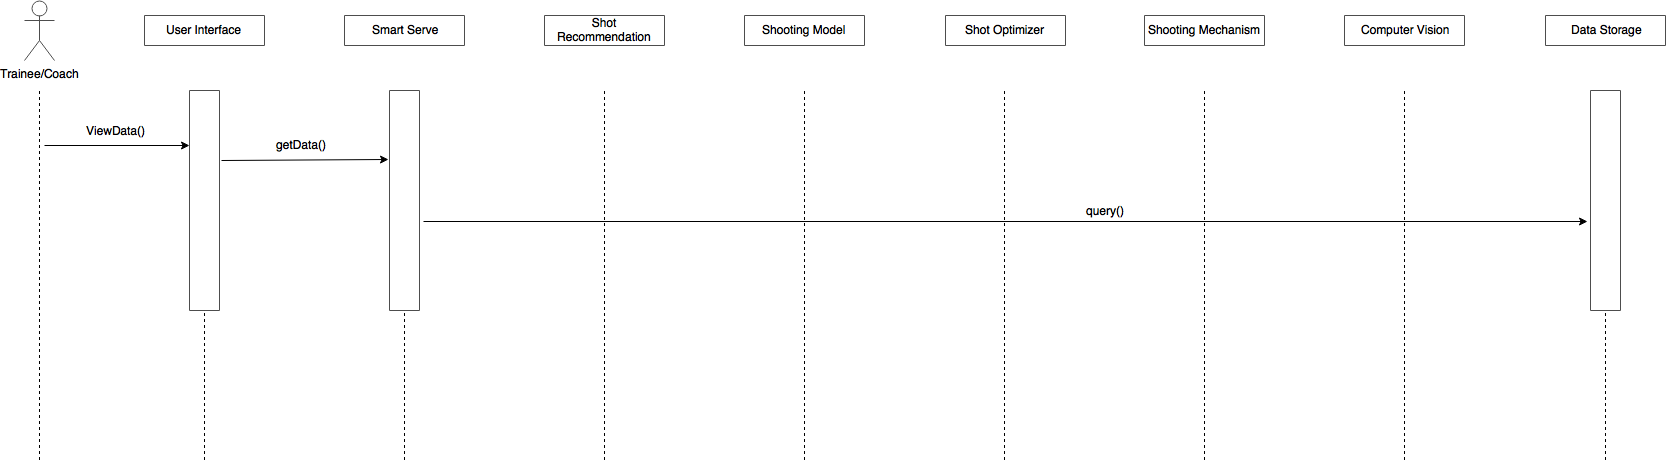 Trainee/Coach
User Interface
Smart Serve
Shot
Recommendation
Shooting Model
Shot Optimizer
Shooting Mechanism
Computer Vision
Data Storage
ViewData()
getData()
query()